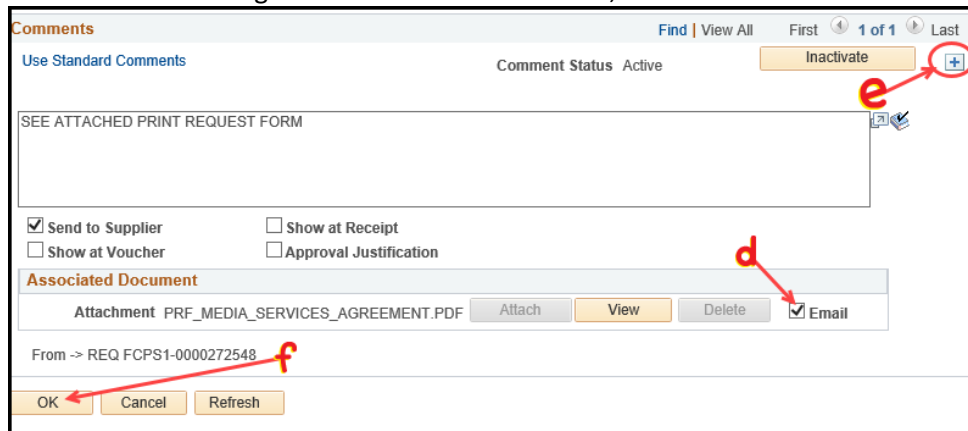 Comments Find | View All First 1 of 1 Last
Use Standard Comments Comment Status Active Inactivate
e
SEE ATTACHED PRINT REQUEST FORM
Send to Supplier Show at Receipt
Show at Voucher Approval Justification
d
Associated Document
Attachment PRF_MEDIA_SERVICES_AGREEMENT.PDF Attach View Delete Email
From -> REQ FCPS1-0000272548
f
OK Cancel Refresh